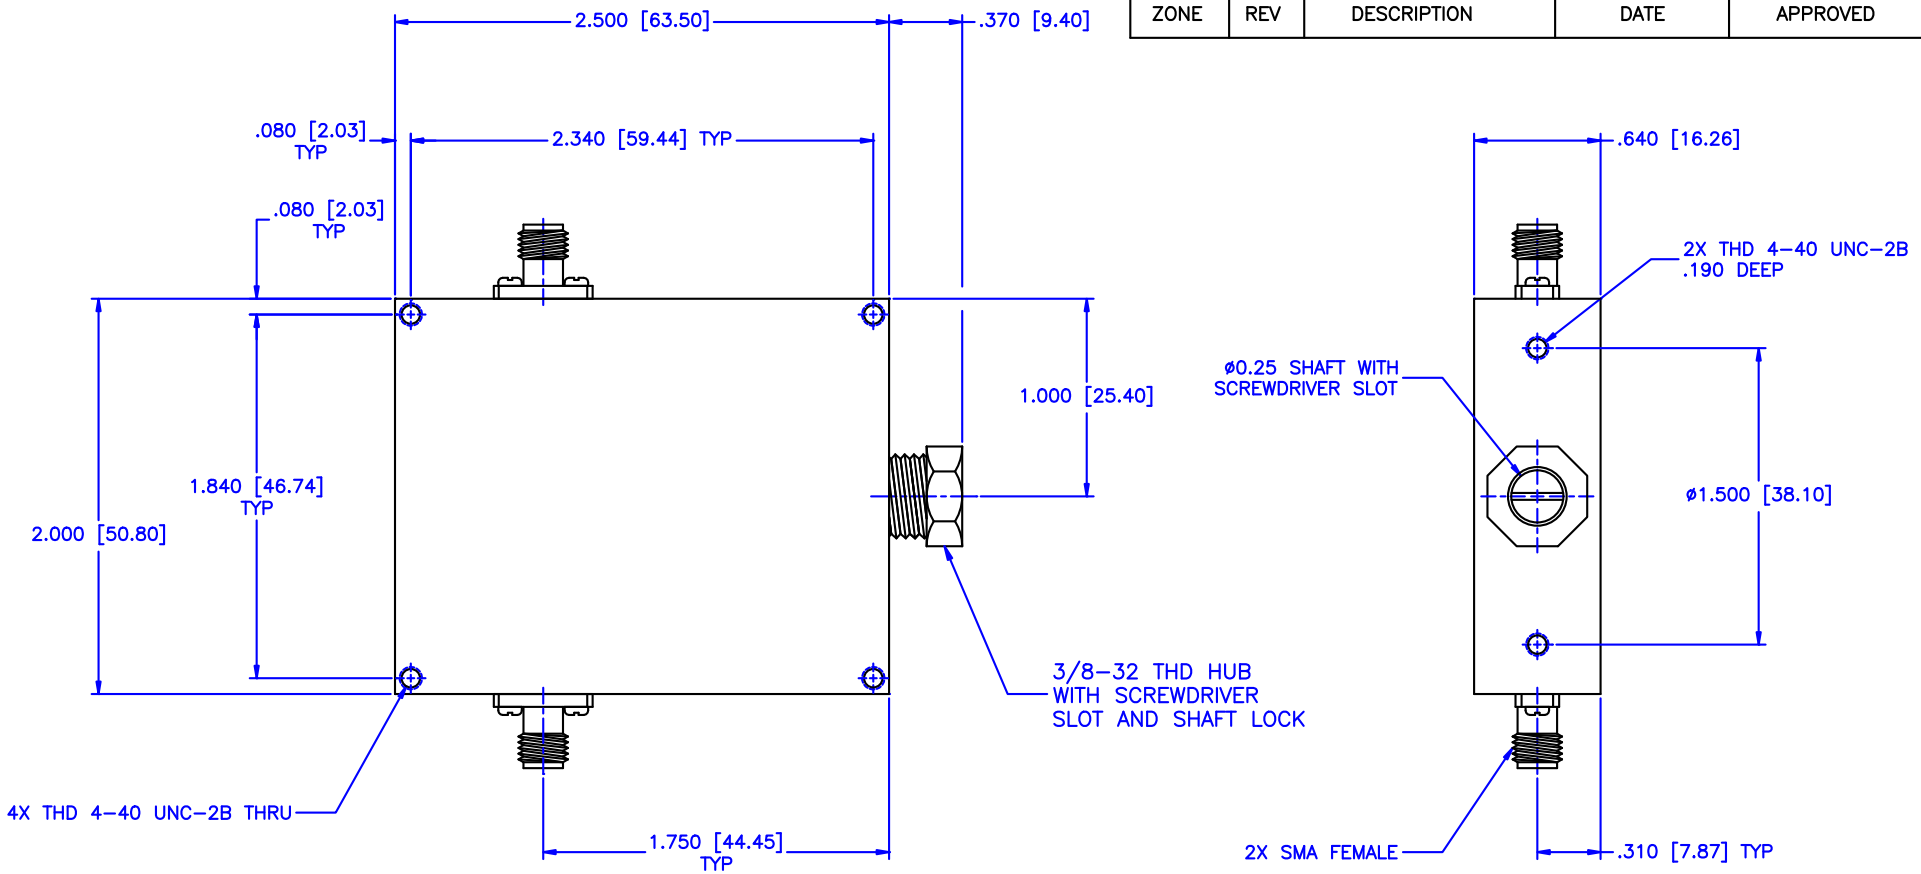 2.500 [63.50]
.370 [9.40]
ZONE REV DESCRIPTION DATE APPROVED
.080 [2.03]
TYP
2.340 [59.44] TYP
.640 [16.26]
.080 [2.03]
TYP
2X THD 4-40 UNC-2B
.190 DEEP
1.000 [25.40]
ø0.25 SHAFT WITH
SCREWDRIVER SLOT
1.840 [46.74]
TYP
2.000 [50.80]
ø1.500 [38.10]
3/8-32 THD HUB
WITH SCREWDRIVER
SLOT AND SHAFT LOCK
4X THD 4-40 UNC-2B THRU
1.750 [44.45]
TYP
2X SMA FEMALE
.310 [7.87] TYP